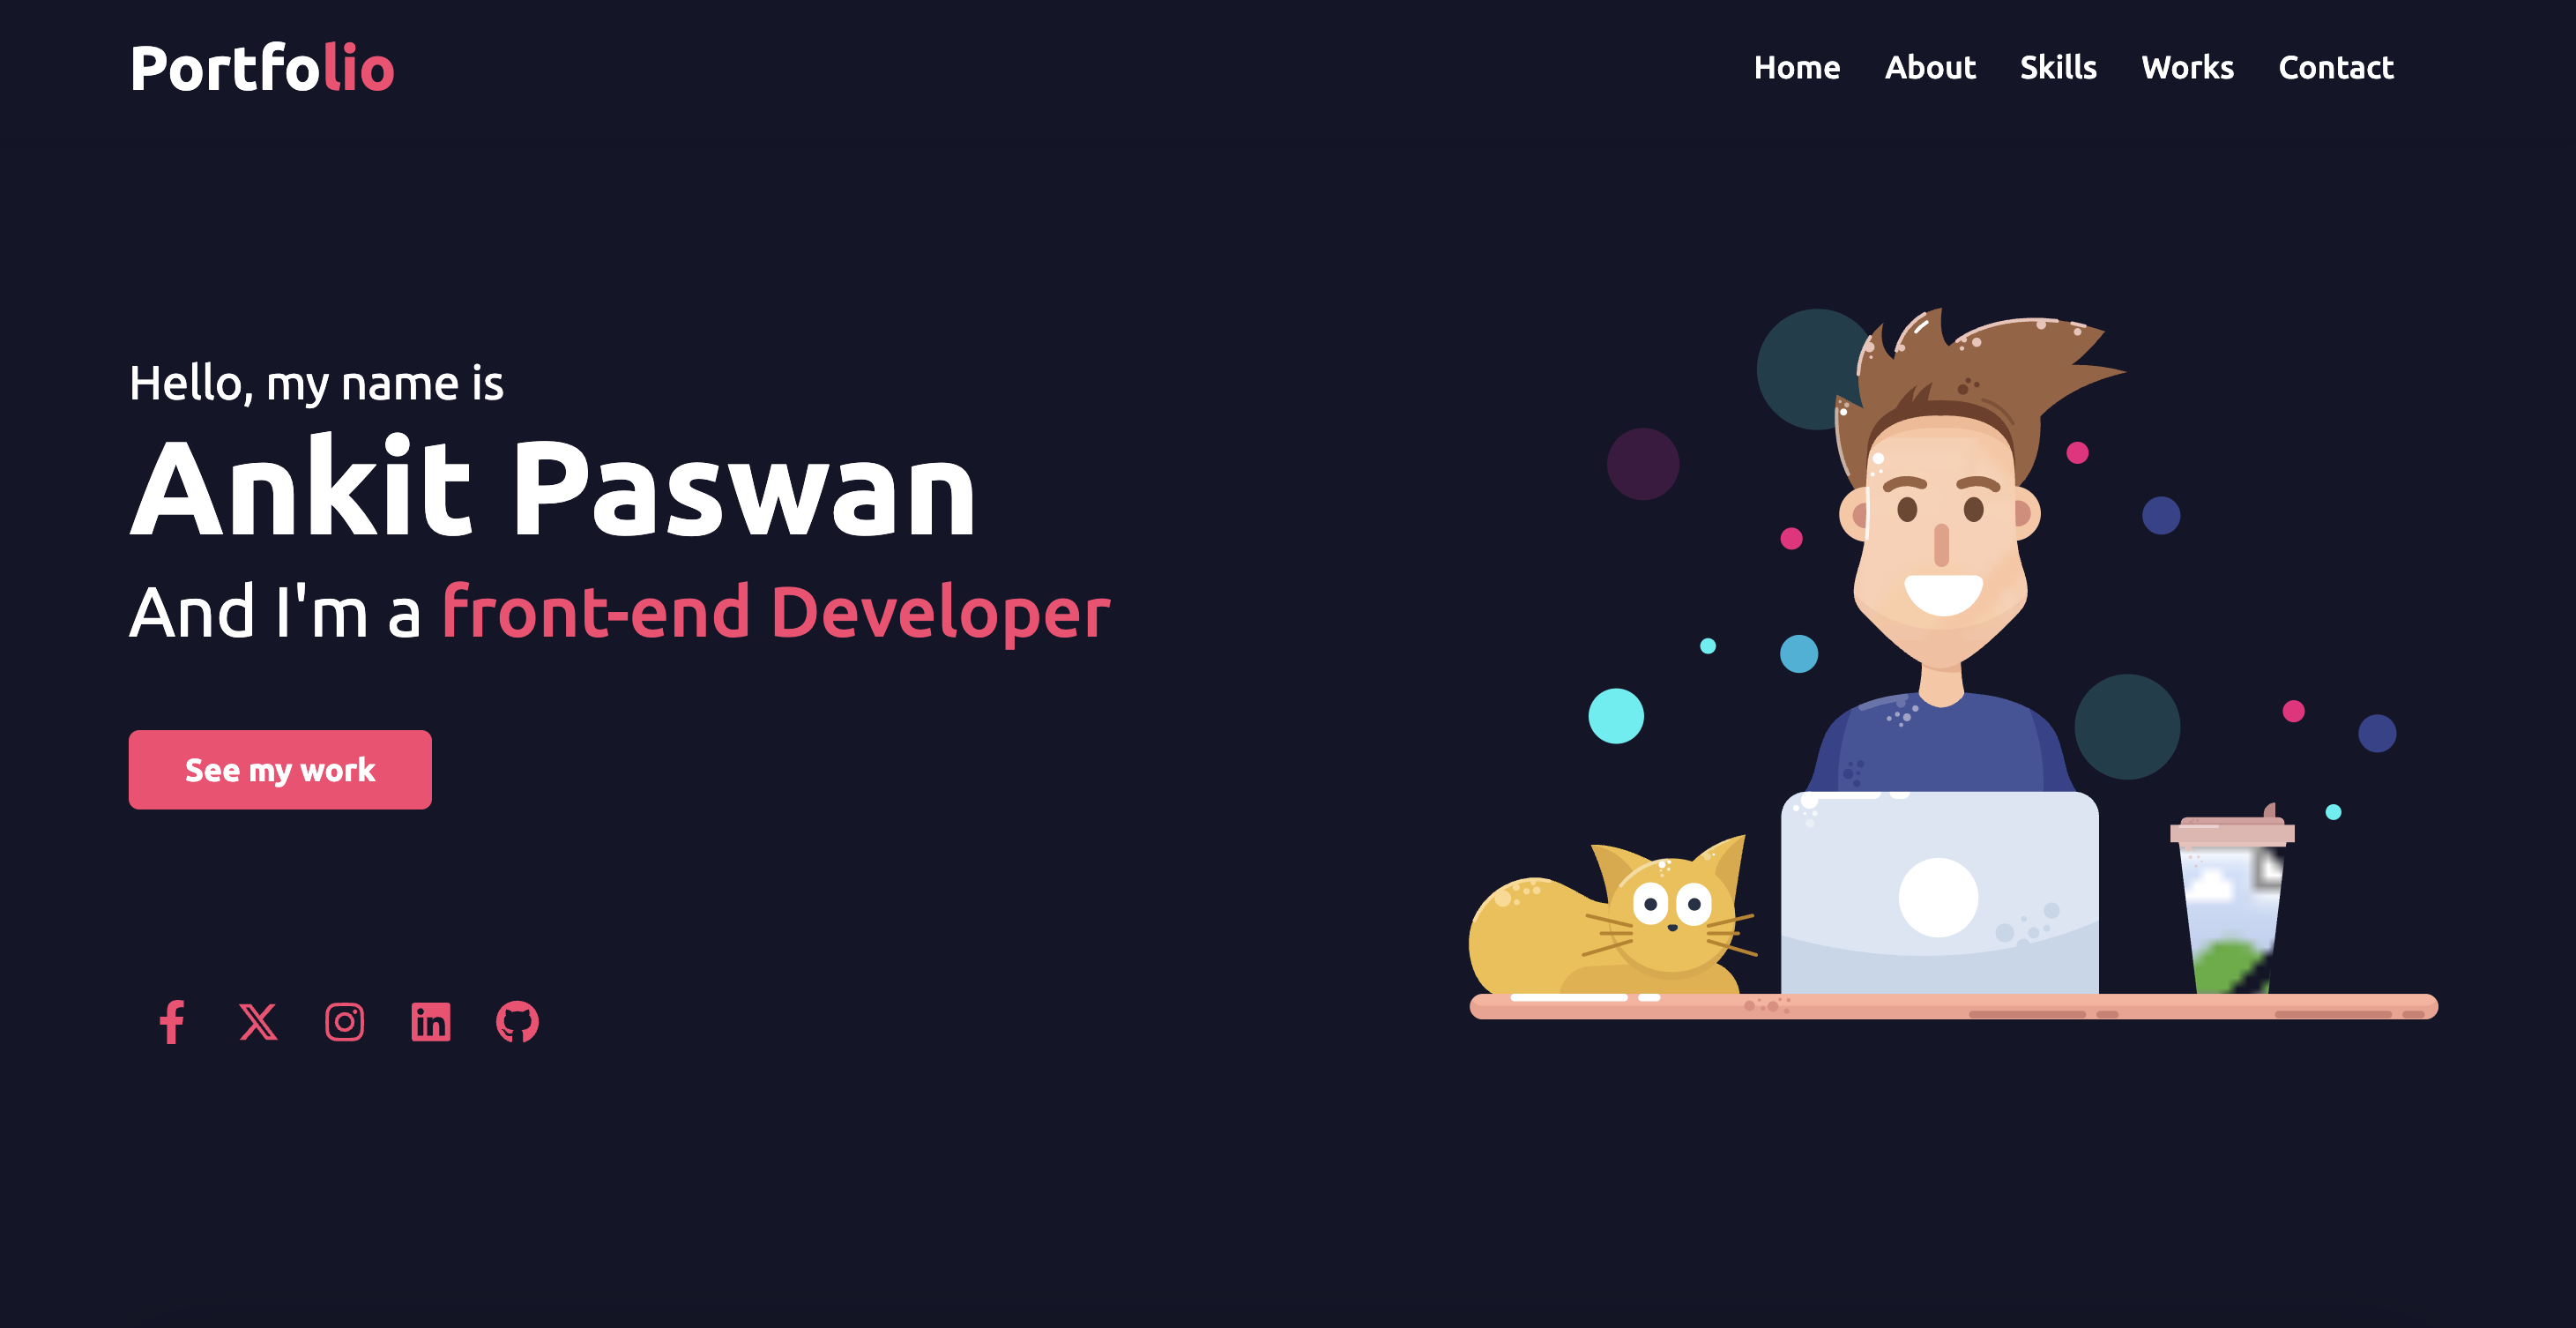 Portfolio
Home About Skills Works Contact
Hello, my name is
Ankit Paswan
And I'm a front-end Developer
See my work